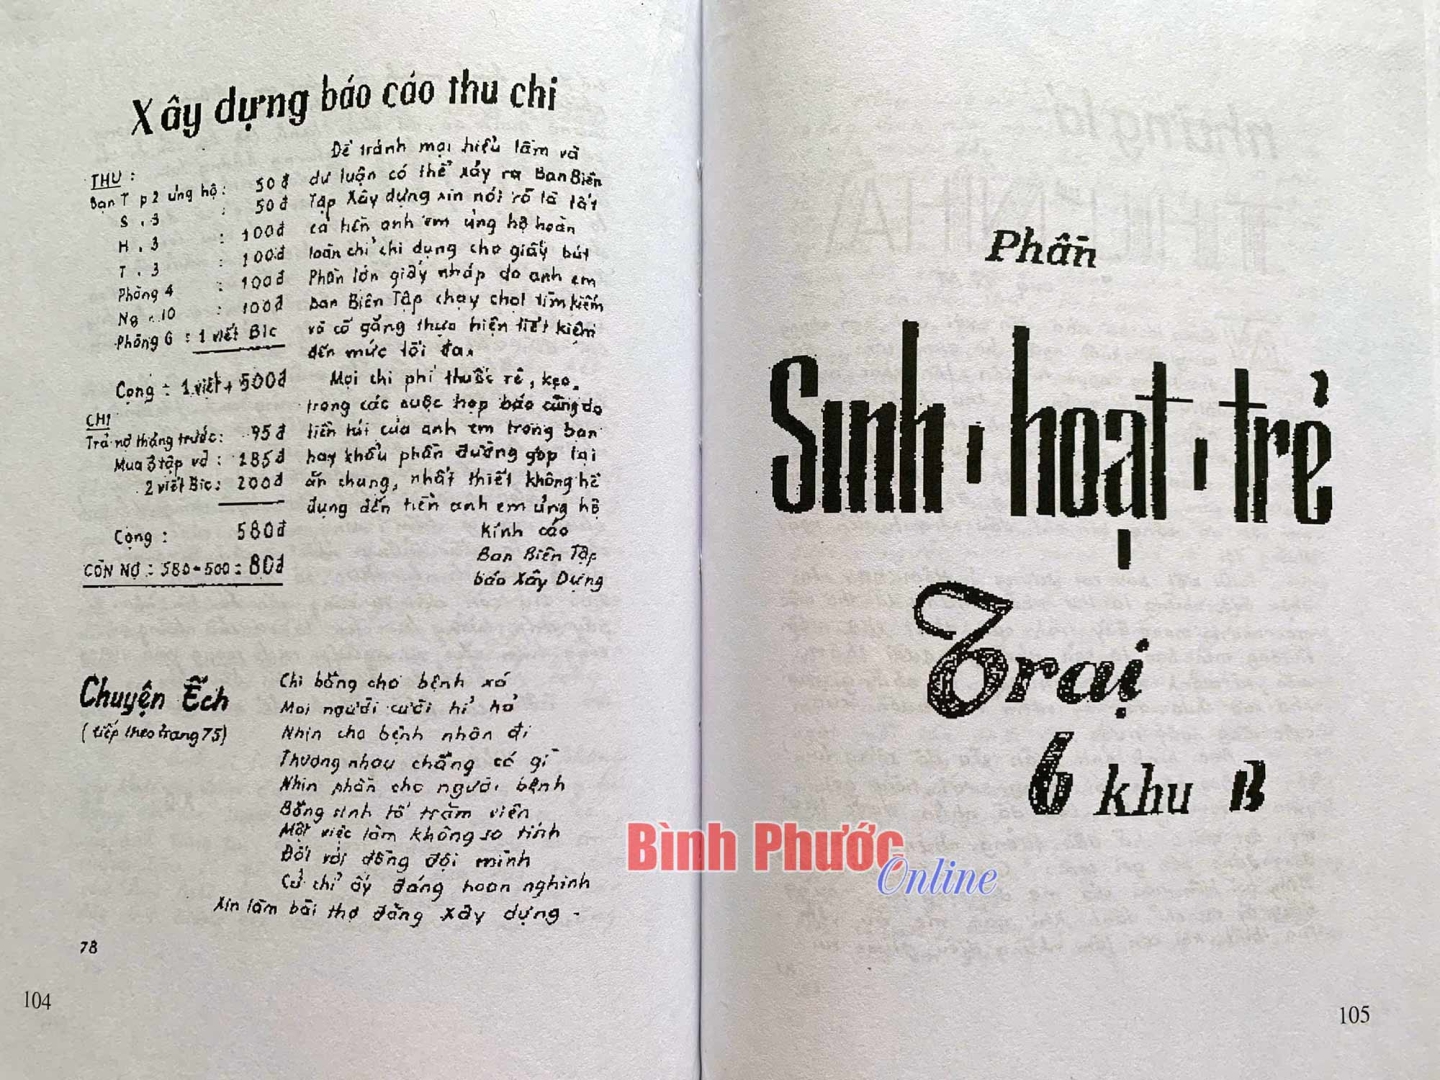 Xây dựng báo cáo thu chi
THU :
Bạn T p2 ủng hộ : 50đ
S . 3 : 50đ
H . 3 : 100đ
T . 3 : 100đ
Phòng 4 100đ
Ng . 10 : 100đ
Phòng 6 : 1 viết Bic
Cọng : 1 viết + 500đ
CHI
Trả nợ tháng trước : 95đ
Mua 3 tập vở : 285đ
2 viết Bic : 200đ
Cọng : 580đ
CÒN NỢ : 580 - 500 = 80đ
Để tránh mọi hiểu lầm và
dư luận có thể xảy ra Ban Biên
Tập Xây dựng xin nói rõ là tất
cả tiền anh em ủng hộ hoàn
toàn chỉ chi dụng cho giấy bút
Phần lớn giấy nháp do anh em
Ban Biên Tập chạy chọt tìm kiếm
và cố gắng thực hiện tiết kiệm
đến mức tối đa.
Mọi chi phí thuốc rê, kẹo,
trong các cuộc họp báo cũng do
tiền túi của anh em trong ban
hay khẩu phần đường góp lại
ăn chung, nhất thiết không hề
đụng đến tiền anh em ủng hộ
Kính cáo
Ban Biên Tập
báo Xây Dựng
Chuyện Ếch
(tiếp theo trang 75)
Chi bằng cho bệnh xá
Mọi người cười hỉ hả
Nhịn cho bệnh nhân đi
Thương nhau chẳng có gì
Nhịn phần cho người bệnh
Bằng sinh tố trăm viên
Một việc làm không so tính
Đối với đồng đội mình
Cử chỉ ấy đáng hoan nghinh
Xin làm bài thơ đăng Xây dựng -
78
104
Phần
Sinh hoạt trẻ
Trại
6 khu B
105
Bình Phước
Online